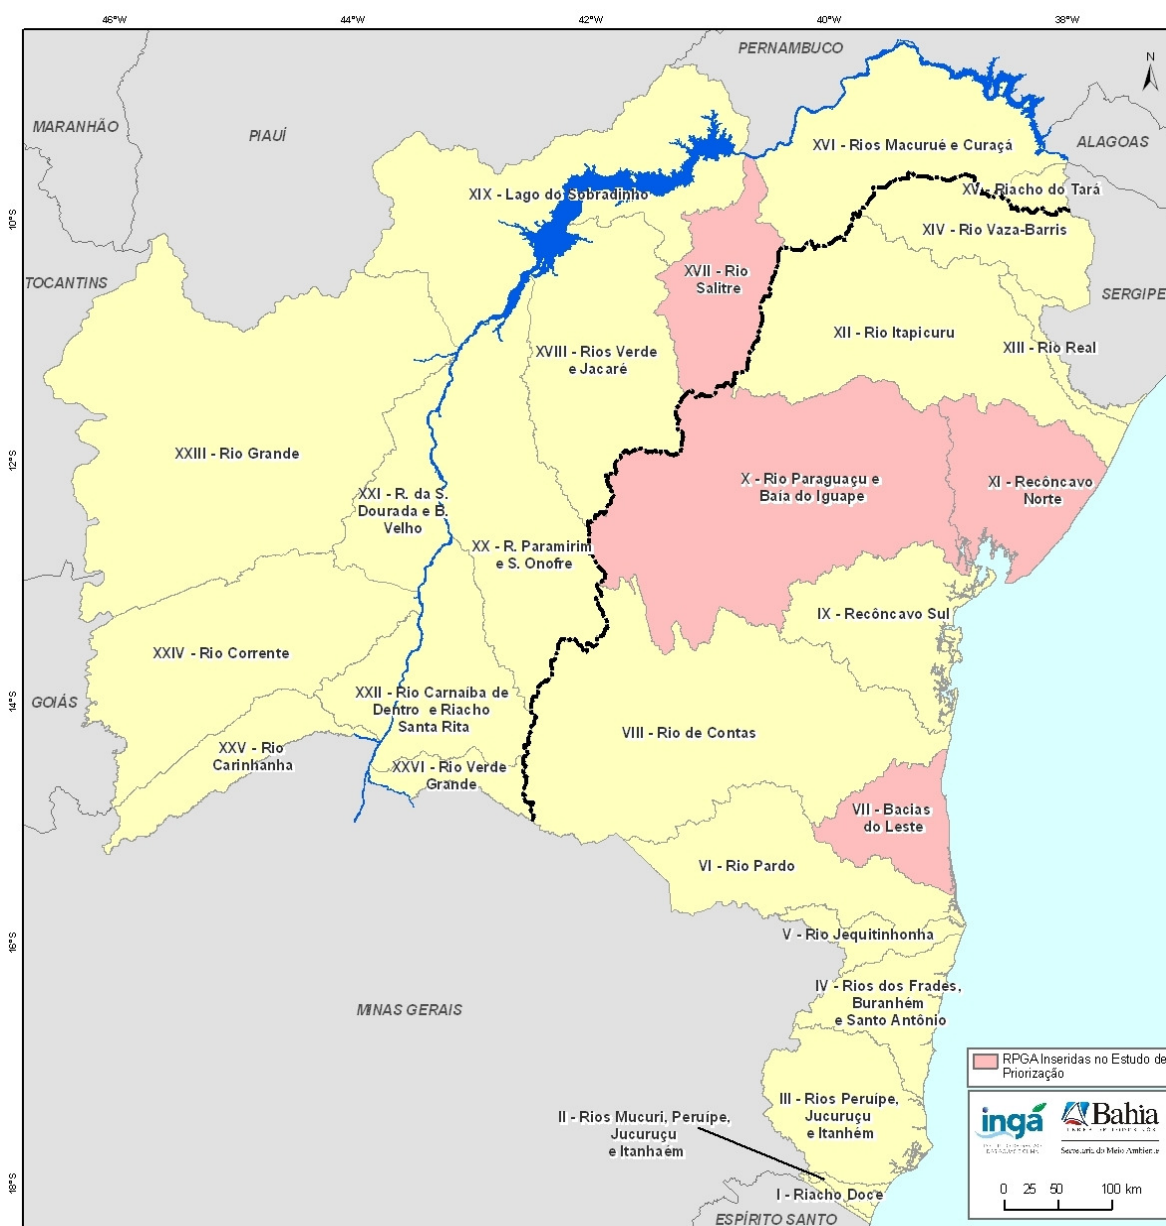 46°W
44°W
42°W
40°W
38°W
PERNAMBUCO
N
MARANHÃO
PIAUÍ
ALAGOAS
XVI - Rios Macurué e Curaçá
XIX - Lago do Sobradinho
XV - Riacho do Tará
10°S
XIV - Rio Vaza-Barris
TOCANTINS
XVII - Rio
Salitre
SERGIPE
XII - Rio Itapicuru
XIII - Rio Real
XVIII - Rios Verde
e Jacaré
12°S
XXIII - Rio Grande
X - Rio Paraguaçu e
Baía do Iguape
XI - Recôncavo
Norte
XXI - R. da S.
Dourada e B.
Velho
XX - R. Paramirim
e S. Onofre
IX - Recôncavo Sul
XXIV - Rio Corrente
GOIÁS
14°S
XXII - Rio Carnaíba de
Dentro e Riacho
Santa Rita
VIII - Rio de Contas
XXV - Rio
Carinhanha
XXVI - Rio Verde
Grande
VII - Bacias
do Leste
VI - Rio Pardo
16°S
V - Rio Jequitinhonha
IV - Rios dos Frades,
Buranhém
e Santo Antônio
MINAS GERAIS
RPGA Inseridas no Estudo de
Priorização
III - Rios Peruípe,
Jucuruçu
e Itanhém
II - Rios Mucuri, Peruípe,
Jucuruçu
e Itanhaém
ingá
Bahia
Secretaria do Meio Ambiente
18°S
I - Riacho Doce
0 25 50 100 km
ESPÍRITO SANTO